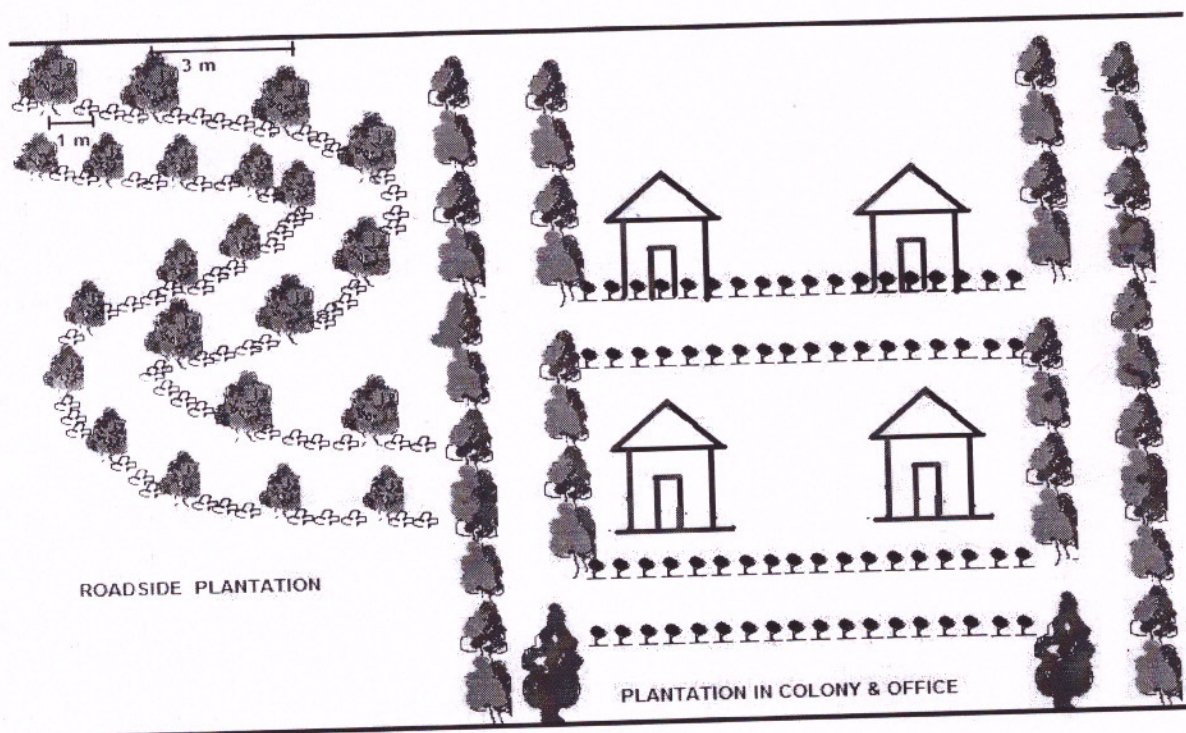 3 m
1 m
ROADSIDE PLANTATION
PLANTATION IN COLONY & OFFICE